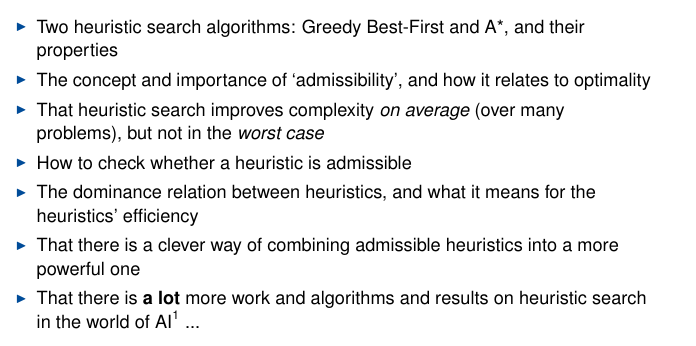 ► Two heuristic search algorithms: Greedy Best-First and A*, and their
properties
► The concept and importance of ‘admissibility’, and how it relates to optimality
► That heuristic search improves complexity on average (over many
problems), but not in the worst case
► How to check whether a heuristic is admissible
► The dominance relation between heuristics, and what it means for the
heuristics’ efficiency
► That there is a clever way of combining admissible heuristics into a more
powerful one
► That there is a lot more work and algorithms and results on heuristic search
in the world of AI¹ ...